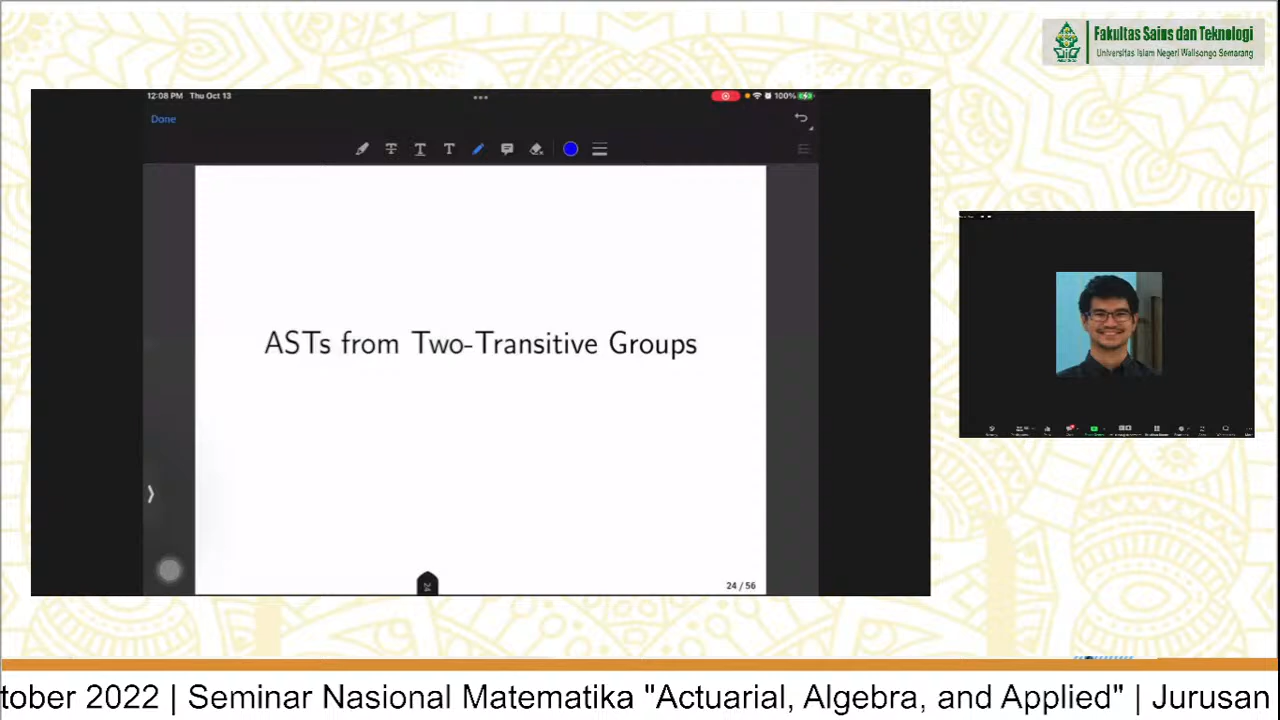 Fakultas Sains dan Teknologi
Universitas Islam Negeri Walisongo Semarang
12:08 PM Thu Oct 13
100%
Done
ASTs from Two-Transitive Groups
24
24 / 56
tober 2022 | Seminar Nasional Matematika "Actuarial, Algebra, and Applied" | Jurusan